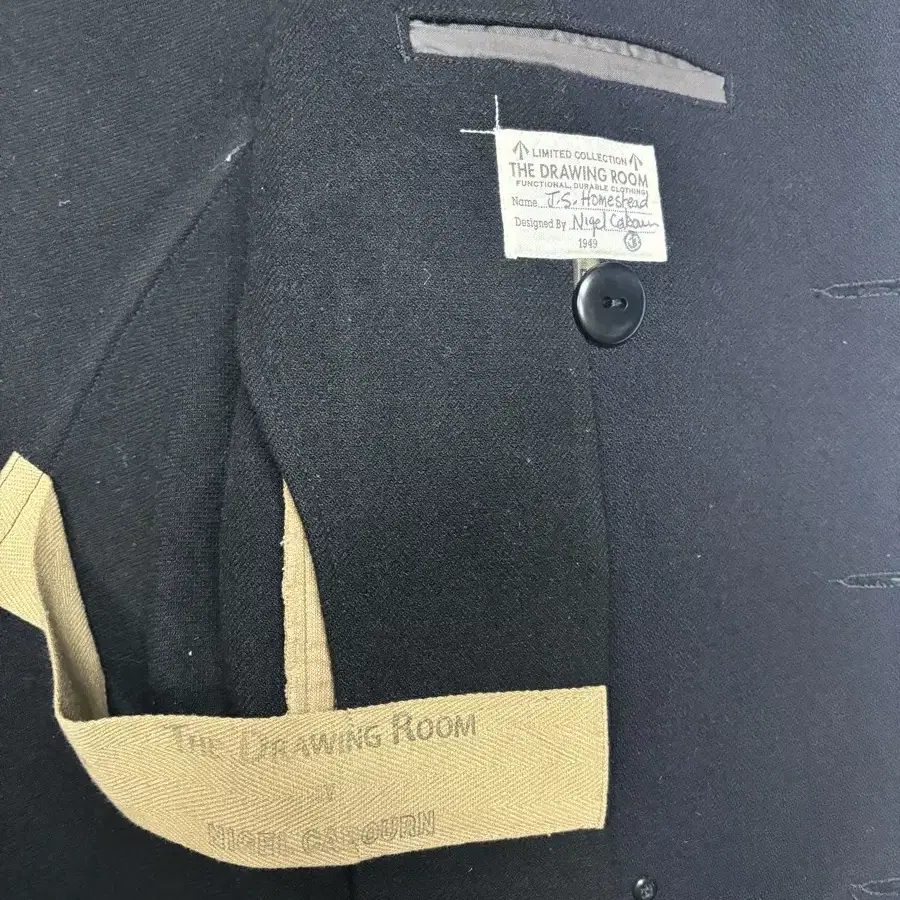 LIMITED COLLECTION
THE DRAWING ROOM
FUNCTIONAL, DURABLE CLOTHING
Name J.S. Homestead
Designed By Nigel Cabourn
1949
THE DRAWING ROOM
BY
NIGEL CABOURN